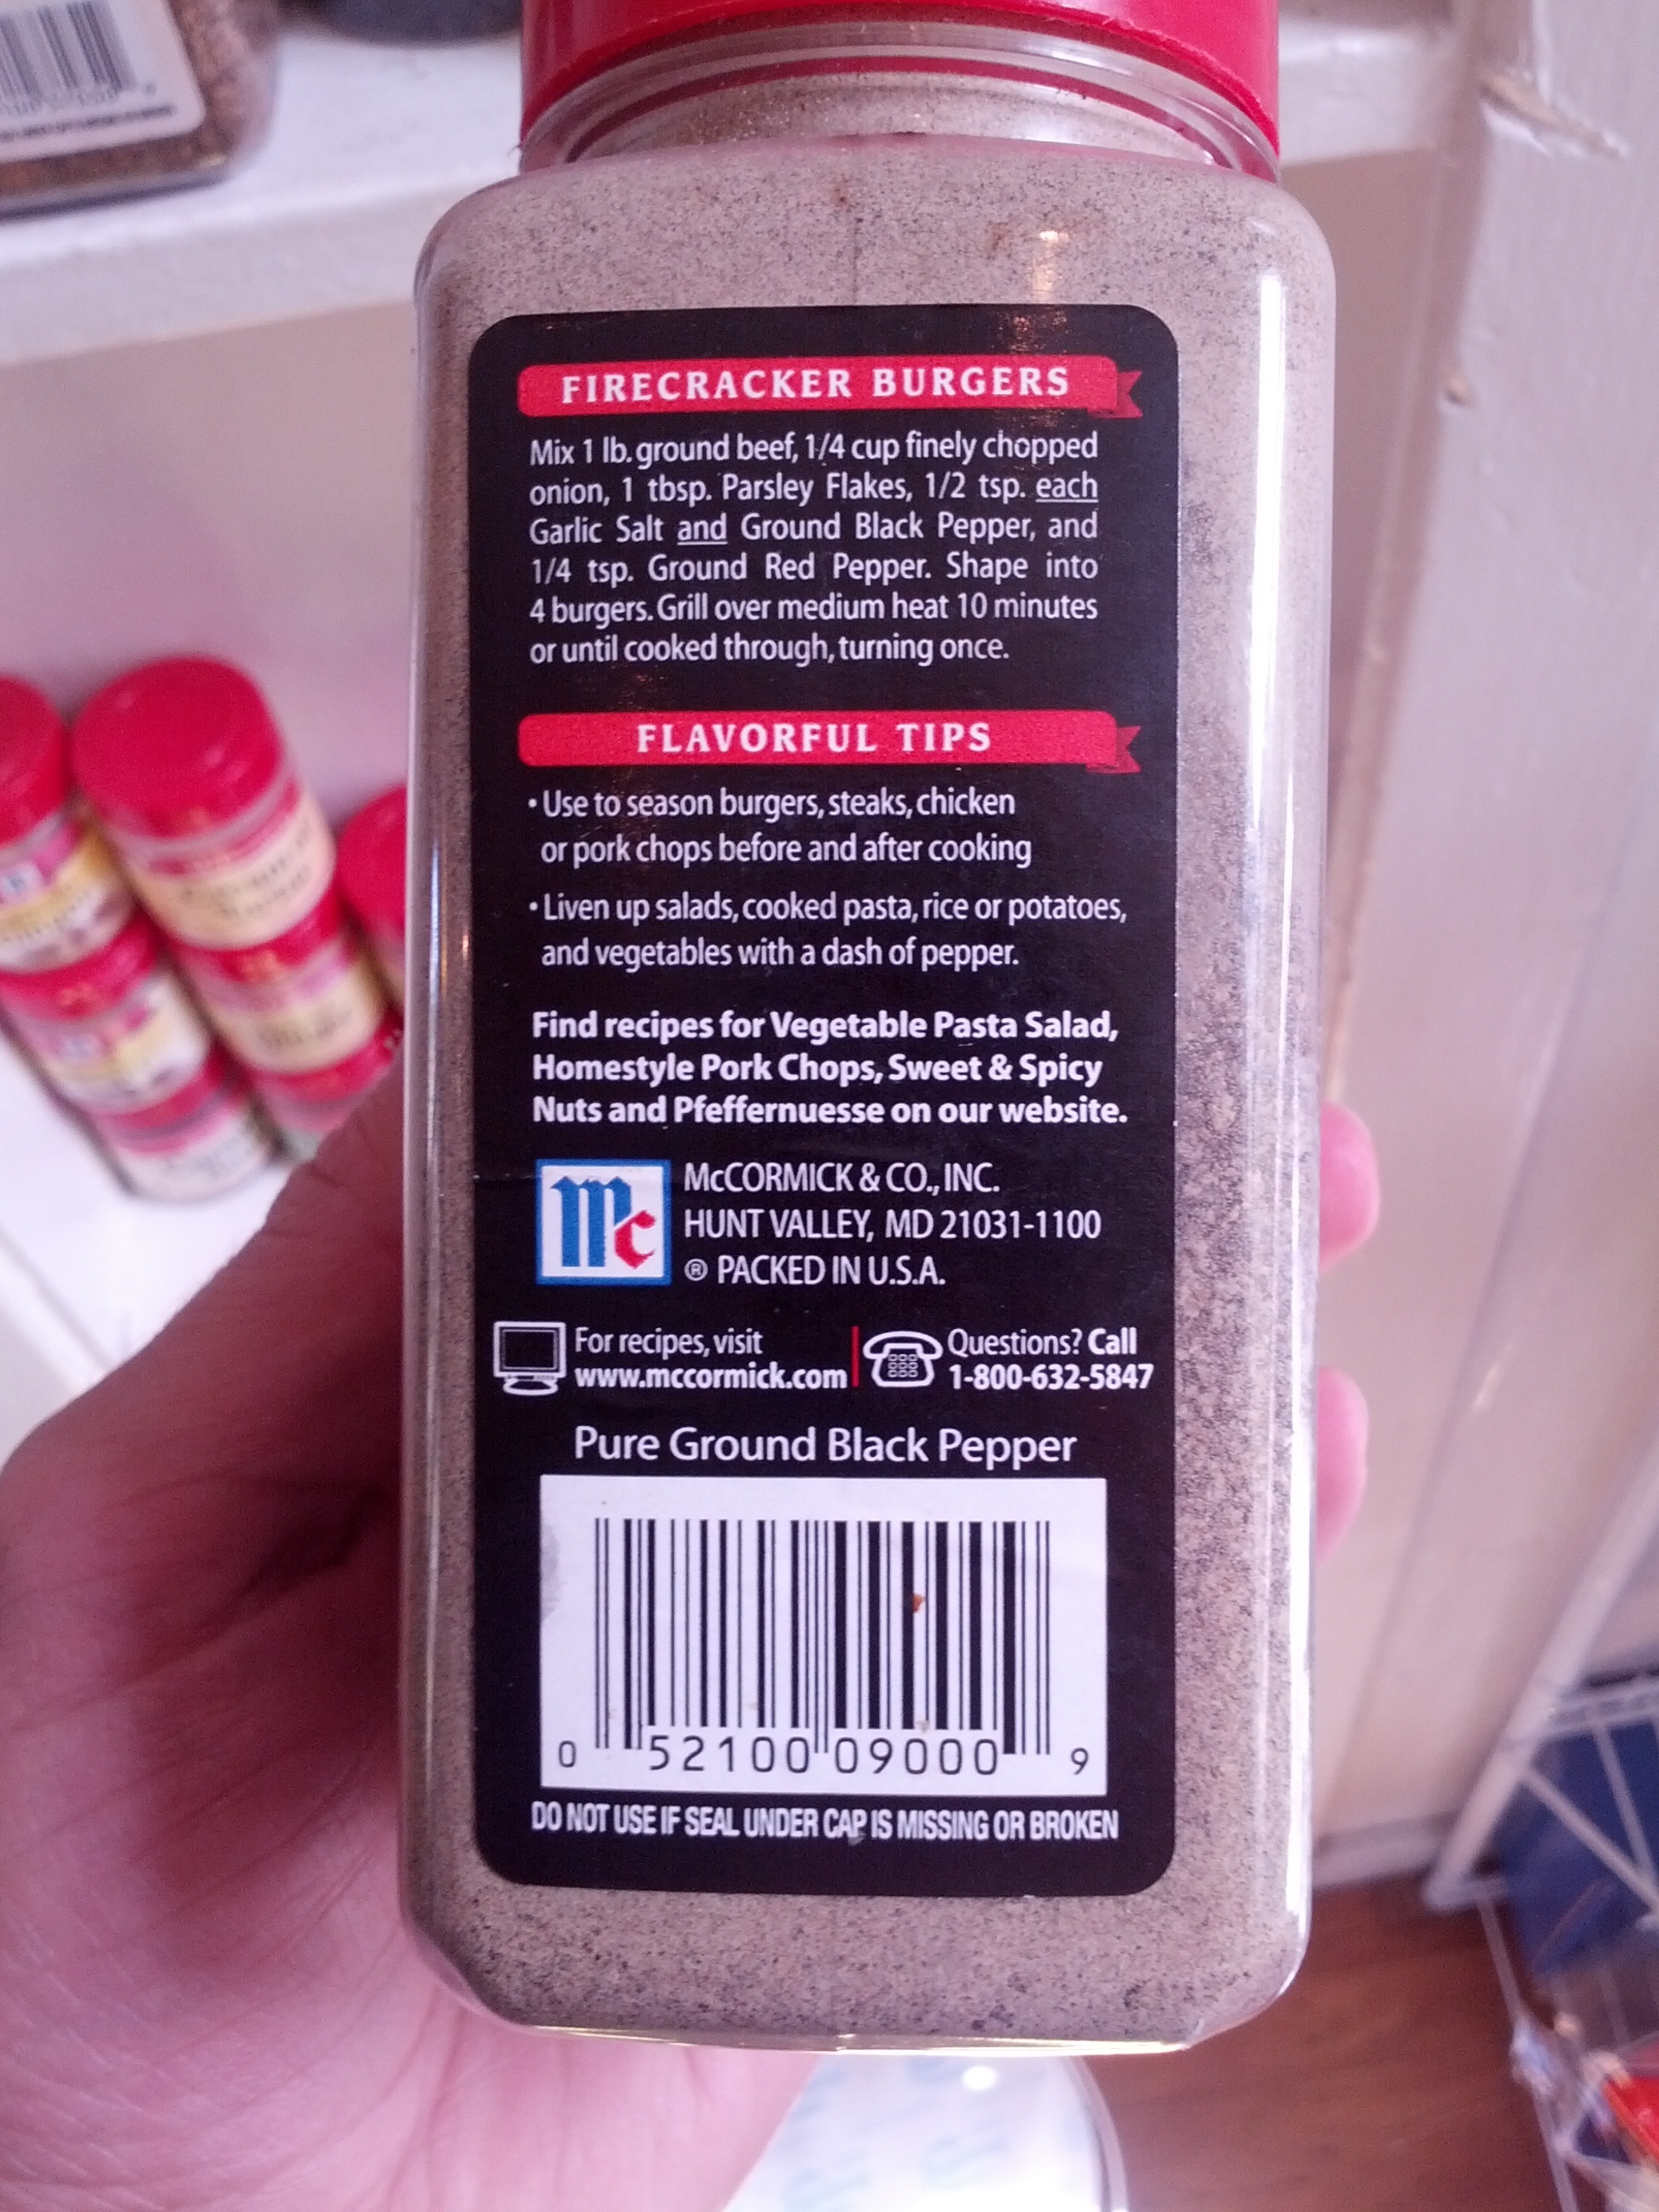 FIRECRACKER BURGERS
Mix 1 lb. ground beef, 1/4 cup finely chopped
onion, 1 tbsp. Parsley Flakes, 1/2 tsp. each
Garlic Salt and Ground Black Pepper, and
1/4 tsp. Ground Red Pepper. Shape into
4 burgers. Grill over medium heat 10 minutes
or until cooked through, turning once.
FLAVORFUL TIPS
• Use to season burgers, steaks, chicken
or pork chops before and after cooking
• Liven up salads, cooked pasta, rice or potatoes,
and vegetables with a dash of pepper.
Find recipes for Vegetable Pasta Salad,
Homestyle Pork Chops, Sweet & Spicy
Nuts and Pfeffernuesse on our website.
Mc
McCORMICK & CO., INC.
HUNT VALLEY, MD 21031-1100
® PACKED IN U.S.A.
For recipes, visit
www.mccormick.com
Questions? Call
1-800-632-5847
Pure Ground Black Pepper
0 52100 09000 9
DO NOT USE IF SEAL UNDER CAP IS MISSING OR BROKEN